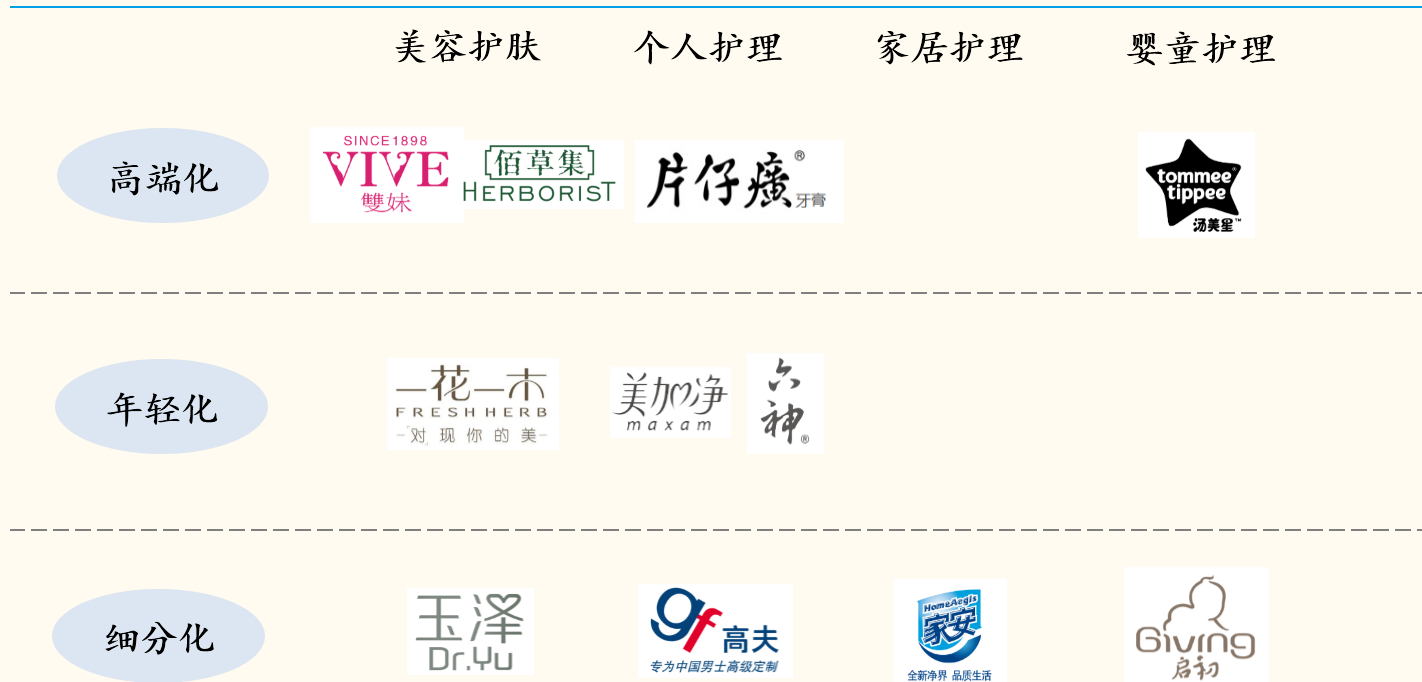 美容护肤 个人护理 家居护理 婴童护理
高端化
SINCE1898
VIVE
雙妹
佰草集
HERBORIST
片仔癀®
牙膏
tommee®
tippee
汤美星™
年轻化
一花一木
FRESHHERB
-「对」现你的美-
美加净
maxam
六神®
细分化
玉泽
Dr.Yu
gf 高夫
专为中国男士高级定制
HomeAegis
家安
全新净界 品质生活
Giving
启初